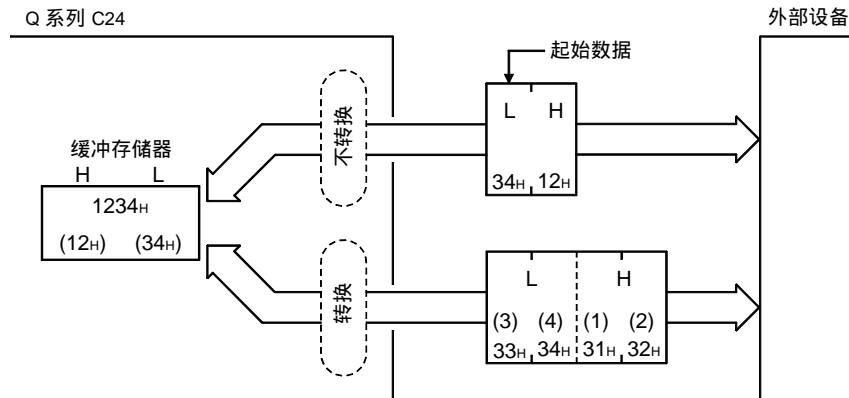 Q 系列 C24
外部设备
起始数据
不转换
L H
34H 12H
缓冲存储器
H L
1234H
(12H) (34H)
转换
L H
(3) (4) (1) (2)
33H 34H 31H 32H